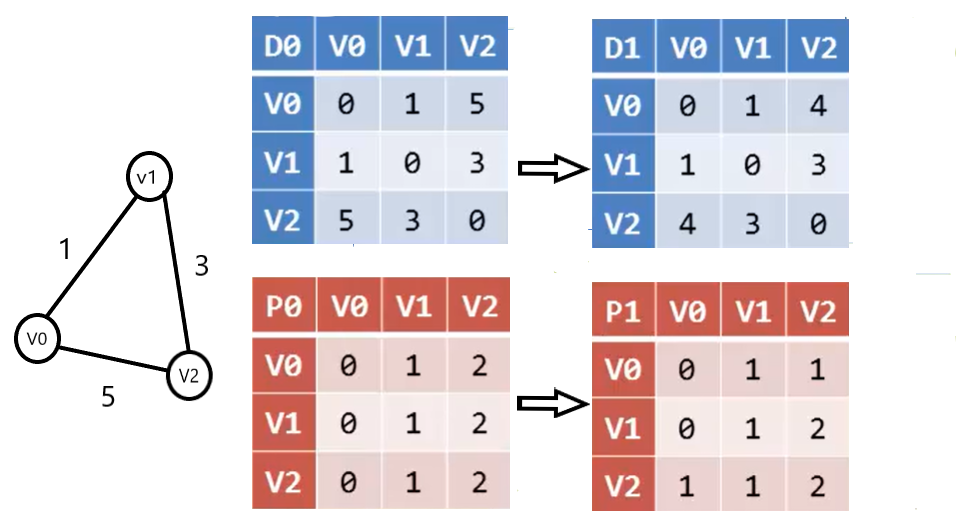 D0 V0 V1 V2
V0 0 1 5
V1 1 0 3
V2 5 3 0
D1 V0 V1 V2
V0 0 1 4
V1 1 0 3
V2 4 3 0
v1
1
3
V0
V2
5
P0 V0 V1 V2
V0 0 1 2
V1 0 1 2
V2 0 1 2
P1 V0 V1 V2
V0 0 1 1
V1 0 1 2
V2 1 1 2